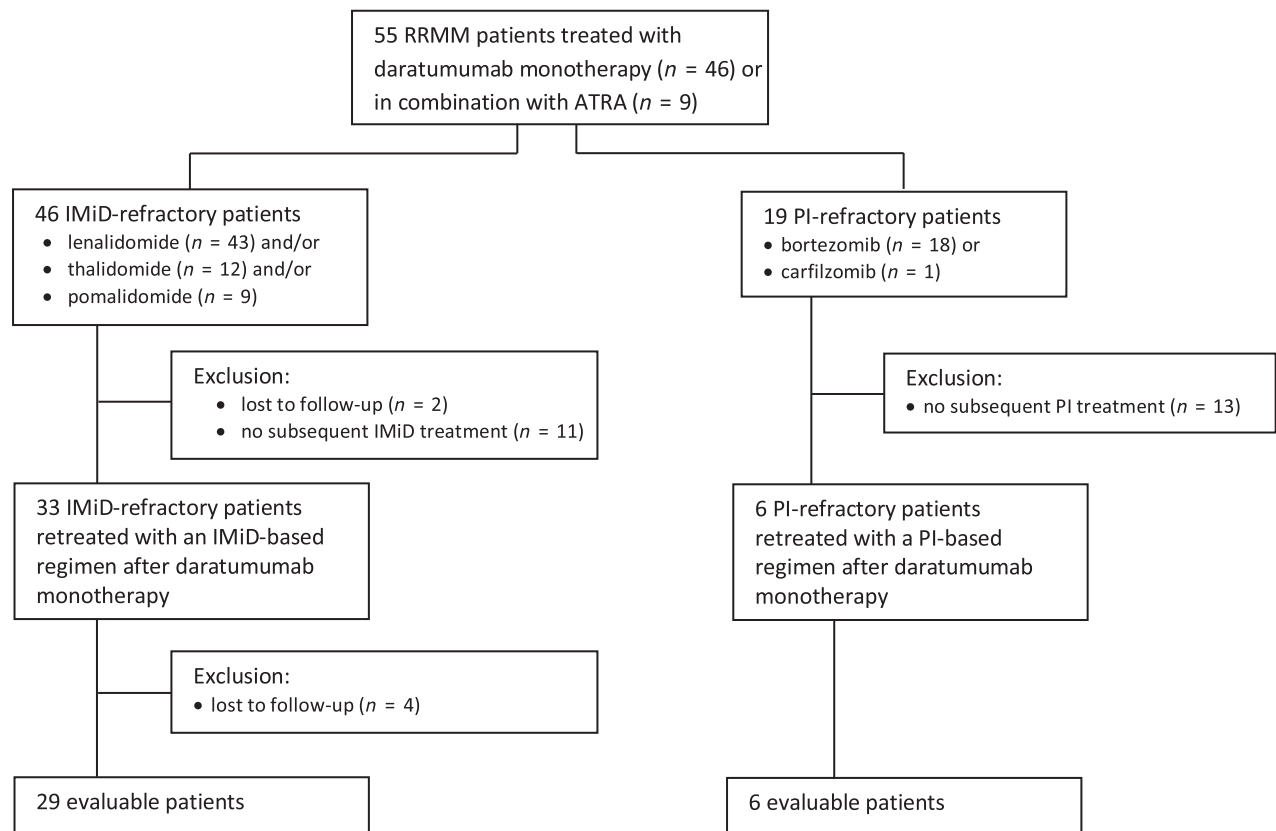 55 RRMM patients treated with
daratumumab monotherapy (n = 46) or
in combination with ATRA (n = 9)
46 IMiD-refractory patients
• lenalidomide (n = 43) and/or
• thalidomide (n = 12) and/or
• pomalidomide (n = 9)
19 PI-refractory patients
• bortezomib (n = 18) or
• carfilzomib (n = 1)
Exclusion:
• lost to follow-up (n = 2)
• no subsequent IMiD treatment (n = 11)
Exclusion:
• no subsequent PI treatment (n = 13)
33 IMiD-refractory patients
retreated with an IMiD-based
regimen after daratumumab
monotherapy
6 PI-refractory patients
retreated with a PI-based
regimen after daratumumab
monotherapy
Exclusion:
• lost to follow-up (n = 4)
29 evaluable patients
6 evaluable patients